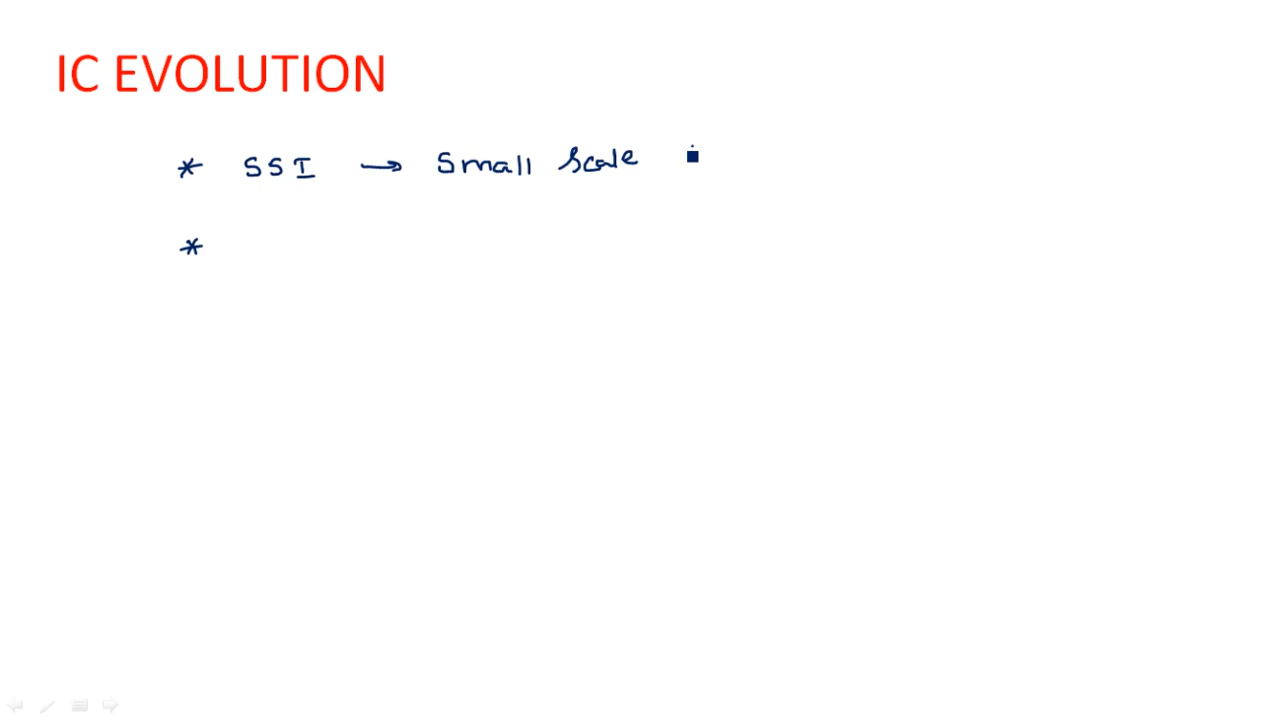 IC EVOLUTION
* SSI → Small Scale
*